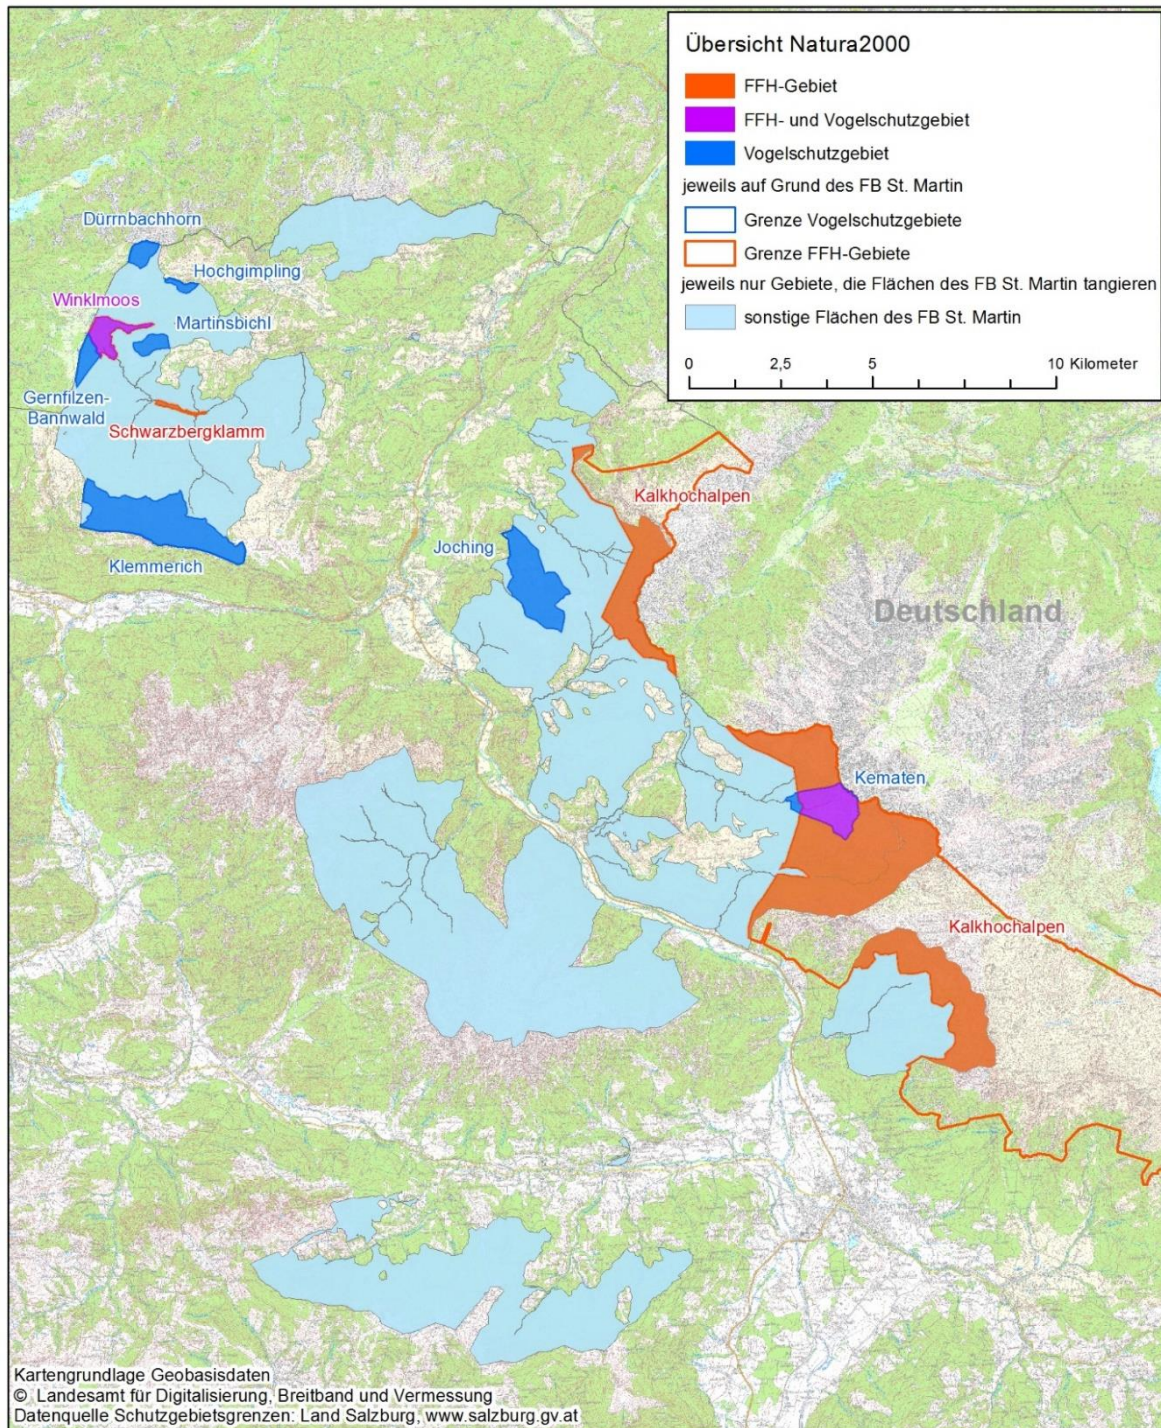 Übersicht Natura2000
FFH-Gebiet
FFH- und Vogelschutzgebiet
Vogelschutzgebiet
jeweils auf Grund des FB St. Martin
Grenze Vogelschutzgebiete
Grenze FFH-Gebiete
jeweils nur Gebiete, die Flächen des FB St. Martin tangieren
sonstige Flächen des FB St. Martin
0 2,5 5 10 Kilometer
Dürrnbachhorn
Hochgimpling
Winklmoos
Martinsbichl
Gernfilzen-
Bannwald
Schwarzbergklamm
Klemmerich
Kalkhochalpen
Joching
Deutschland
Kematen
Kalkhochalpen
Kartengrundlage Geobasisdaten
© Landesamt für Digitalisierung, Breitband und Vermessung
Datenquelle Schutzgebietsgrenzen: Land Salzburg, www.salzburg.gv.at